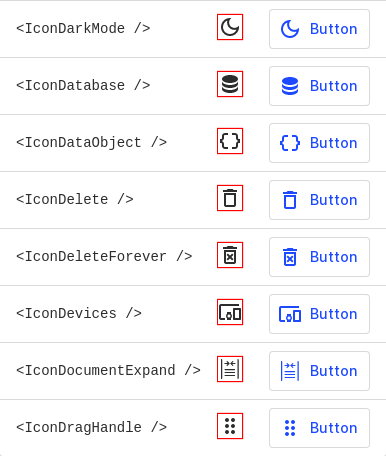 <IconDarkMode /> Button
<IconDatabase /> Button
<IconDataObject /> Button
<IconDelete /> Button
<IconDeleteForever /> Button
<IconDevices /> Button
<IconDocumentExpand /> Button
<IconDragHandle /> Button